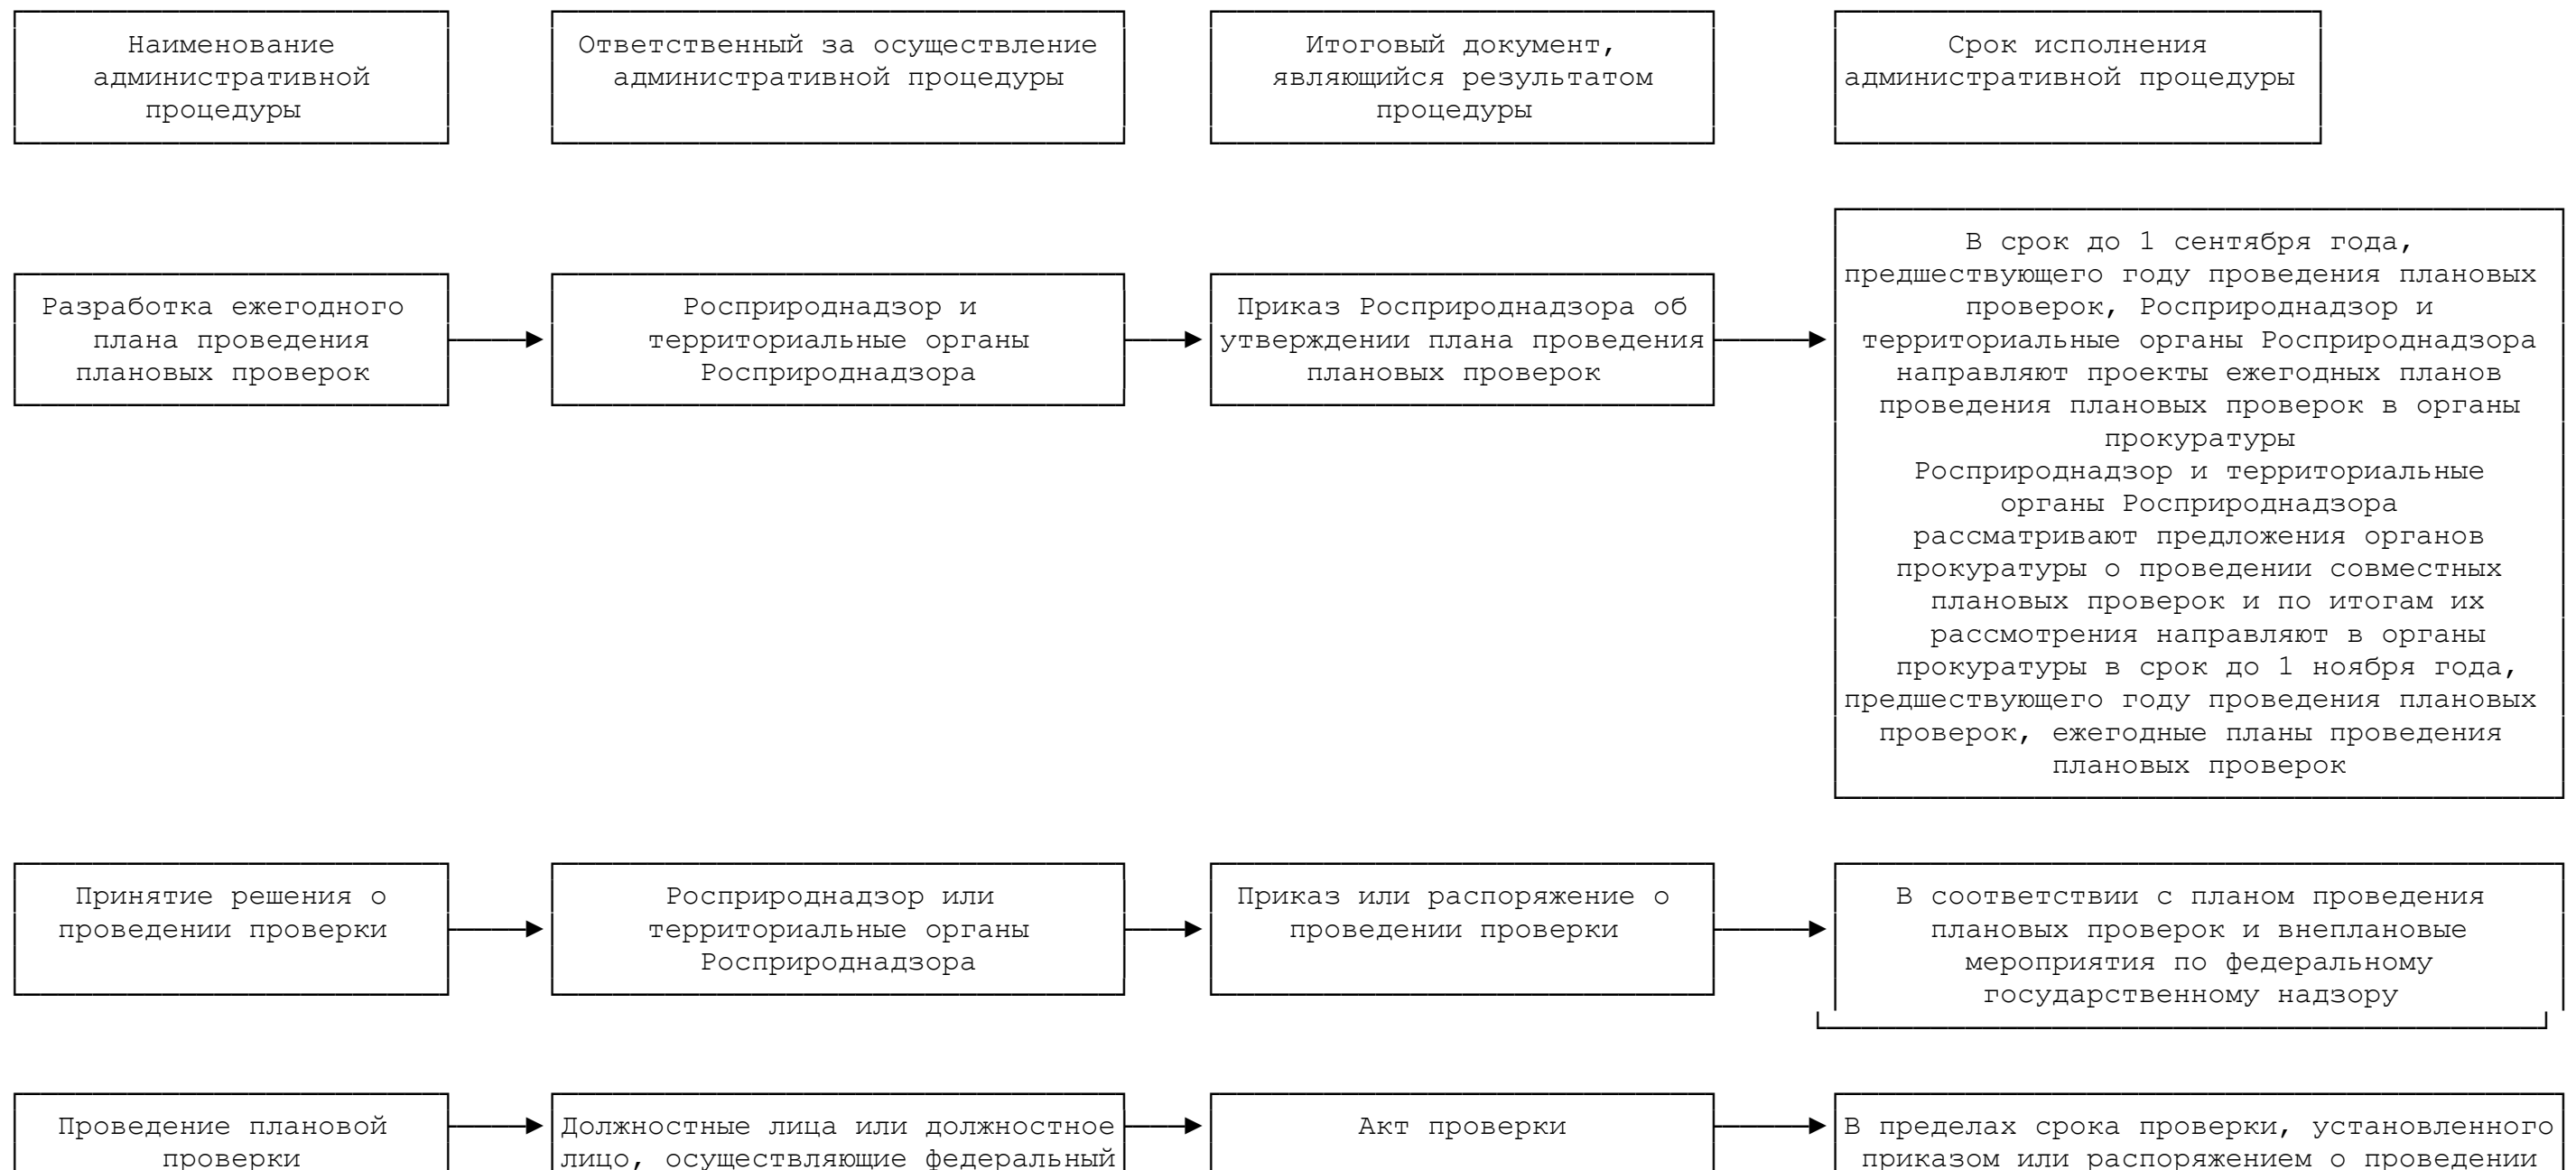 Наименование
административной
процедуры
Ответственный за осуществление
административной процедуры
Итоговый документ,
являющийся результатом
процедуры
Срок исполнения
административной процедуры
Разработка ежегодного
плана проведения
плановых проверок
Росприроднадзор и
территориальные органы
Росприроднадзора
Приказ Росприроднадзора об
утверждении плана проведения
плановых проверок
В срок до 1 сентября года,
предшествующего году проведения плановых
проверок, Росприроднадзор и
территориальные органы Росприроднадзора
направляют проекты ежегодных планов
проведения плановых проверок в органы
прокуратуры
Росприроднадзор и территориальные
органы Росприроднадзора
рассматривают предложения органов
прокуратуры о проведении совместных
плановых проверок и по итогам их
рассмотрения направляют в органы
прокуратуры в срок до 1 ноября года,
предшествующего году проведения плановых
проверок, ежегодные планы проведения
плановых проверок
Принятие решения о
проведении проверки
Росприроднадзор или
территориальные органы
Росприроднадзора
Приказ или распоряжение о
проведении проверки
В соответствии с планом проведения
плановых проверок и внеплановые
мероприятия по федеральному
государственному надзору
Проведение плановой
проверки
Должностные лица или должностное
лицо, осуществляющие федеральный
Акт проверки
В пределах срока проверки, установленного
приказом или распоряжением о проведении